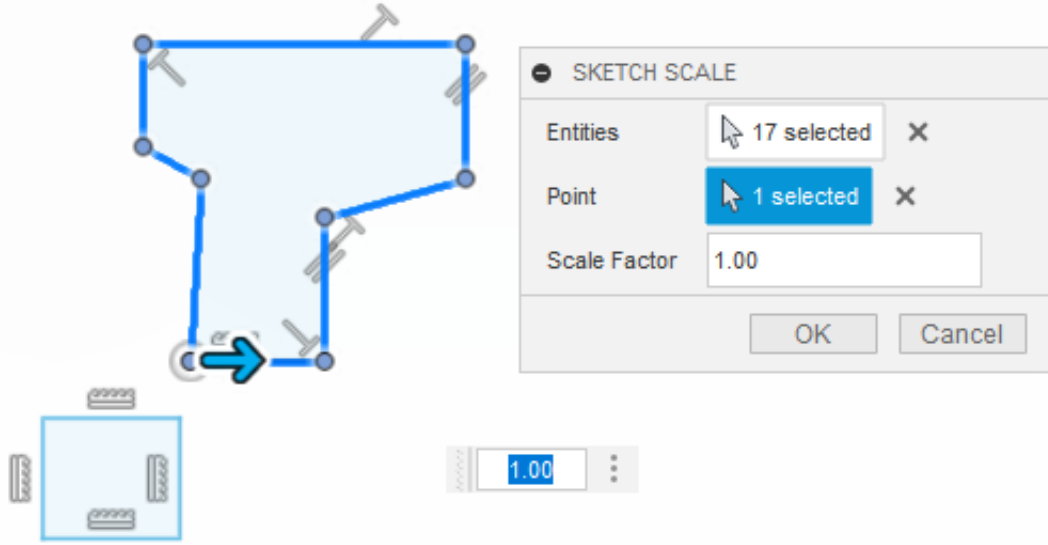 SKETCH SCALE
Entities 17 selected
Point 1 selected
Scale Factor 1.00
OK Cancel
1.00